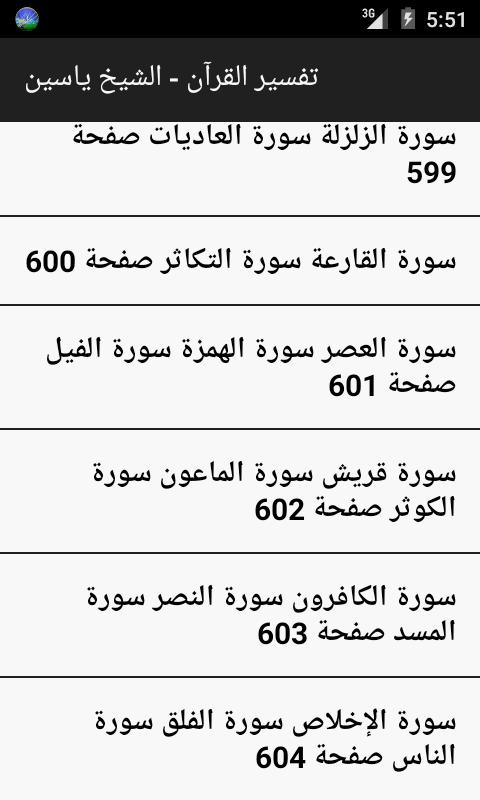 3G
5:51
تفسير القرآن - الشيخ ياسين
سورة الزلزلة سورة العاديات صفحة
599
سورة القارعة سورة التكاثر صفحة 600
سورة العصر سورة الهمزة سورة الفيل
صفحة 601
سورة قريش سورة الماعون سورة
الكوثر صفحة 602
سورة الكافرون سورة النصر سورة
المسد صفحة 603
سورة الإخلاص سورة الفلق سورة
الناس صفحة 604